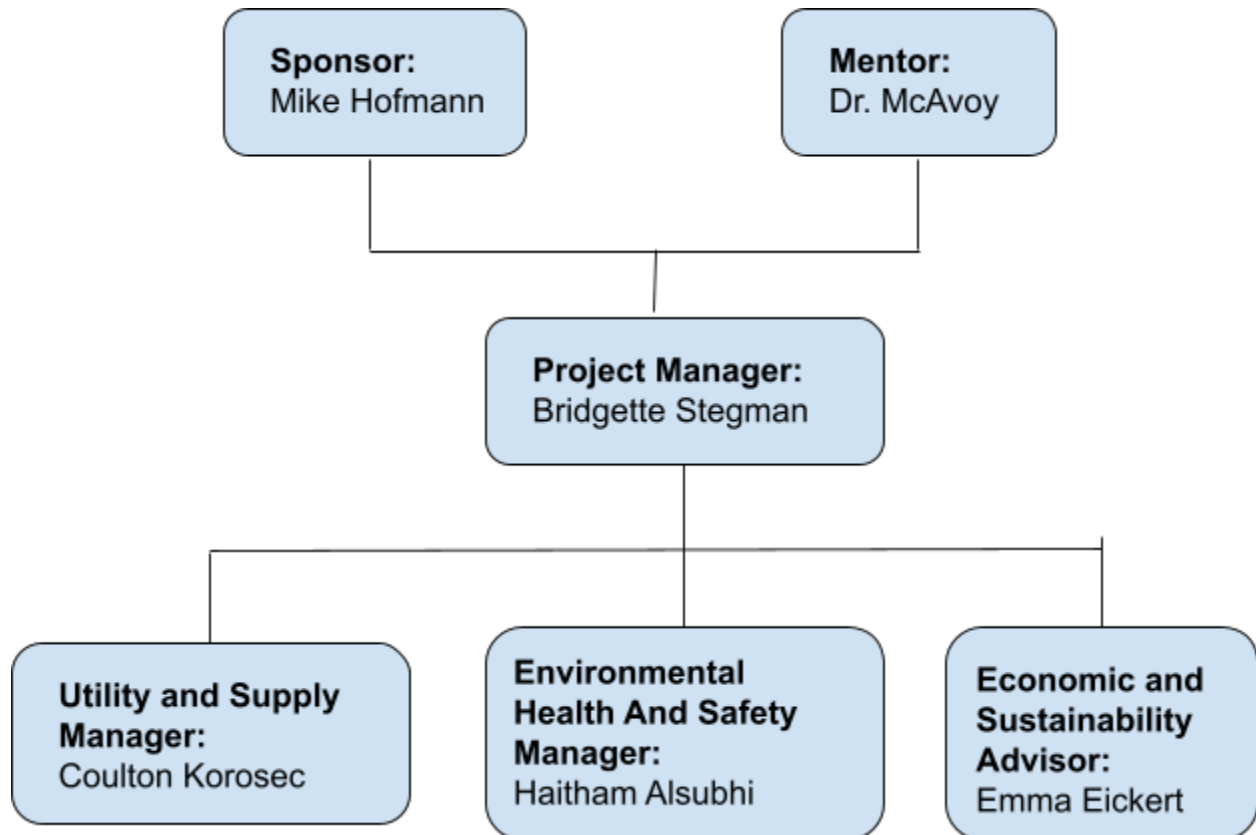 Sponsor:
Mike Hofmann
Mentor:
Dr. McAvoy
Project Manager:
Bridgette Stegman
Utility and Supply
Manager:
Coulton Korosec
Environmental
Health And Safety
Manager:
Haitham Alsubhi
Economic and
Sustainability
Advisor:
Emma Eickert